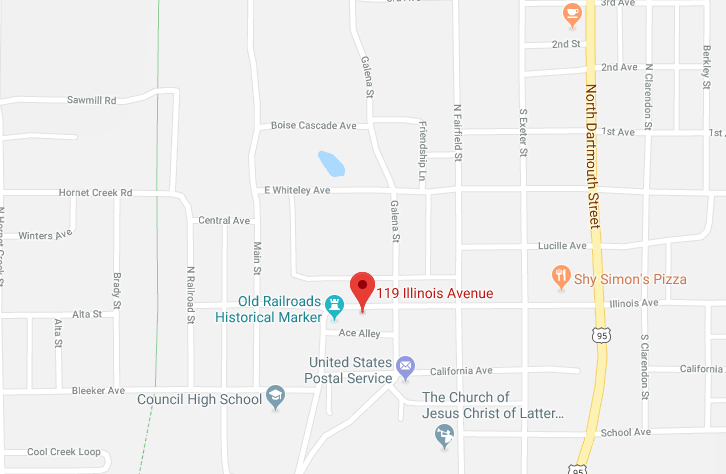 3rd Ave
3rd Ave
2nd St
2nd Ave
Berkley St
N Clarendon St
Galena St
Sawmill Rd
North Dartmouth Street
N Fairfield St
S Exeter St
Friendship Ln
Boise Cascade Ave
1st Ave
1st
Hornet Creek Rd
E Whiteley Ave
Galena St
Central Ave
Winters Ave
N Hornet Creek St
Main St
Lucille Ave
Brady St
N Railroad St
Shy Simon's Pizza
119 Illinois Avenue
Old Railroads
Historical Marker
Illinois Ave
Alta St
Ace Alley
95
Alta St
United States
Postal Service
California Ave
California Ave
S Clarendon St
Bleeker Ave
Council High School
The Church of
Jesus Christ of Latter...
School Ave
Cool Creek Loop
95